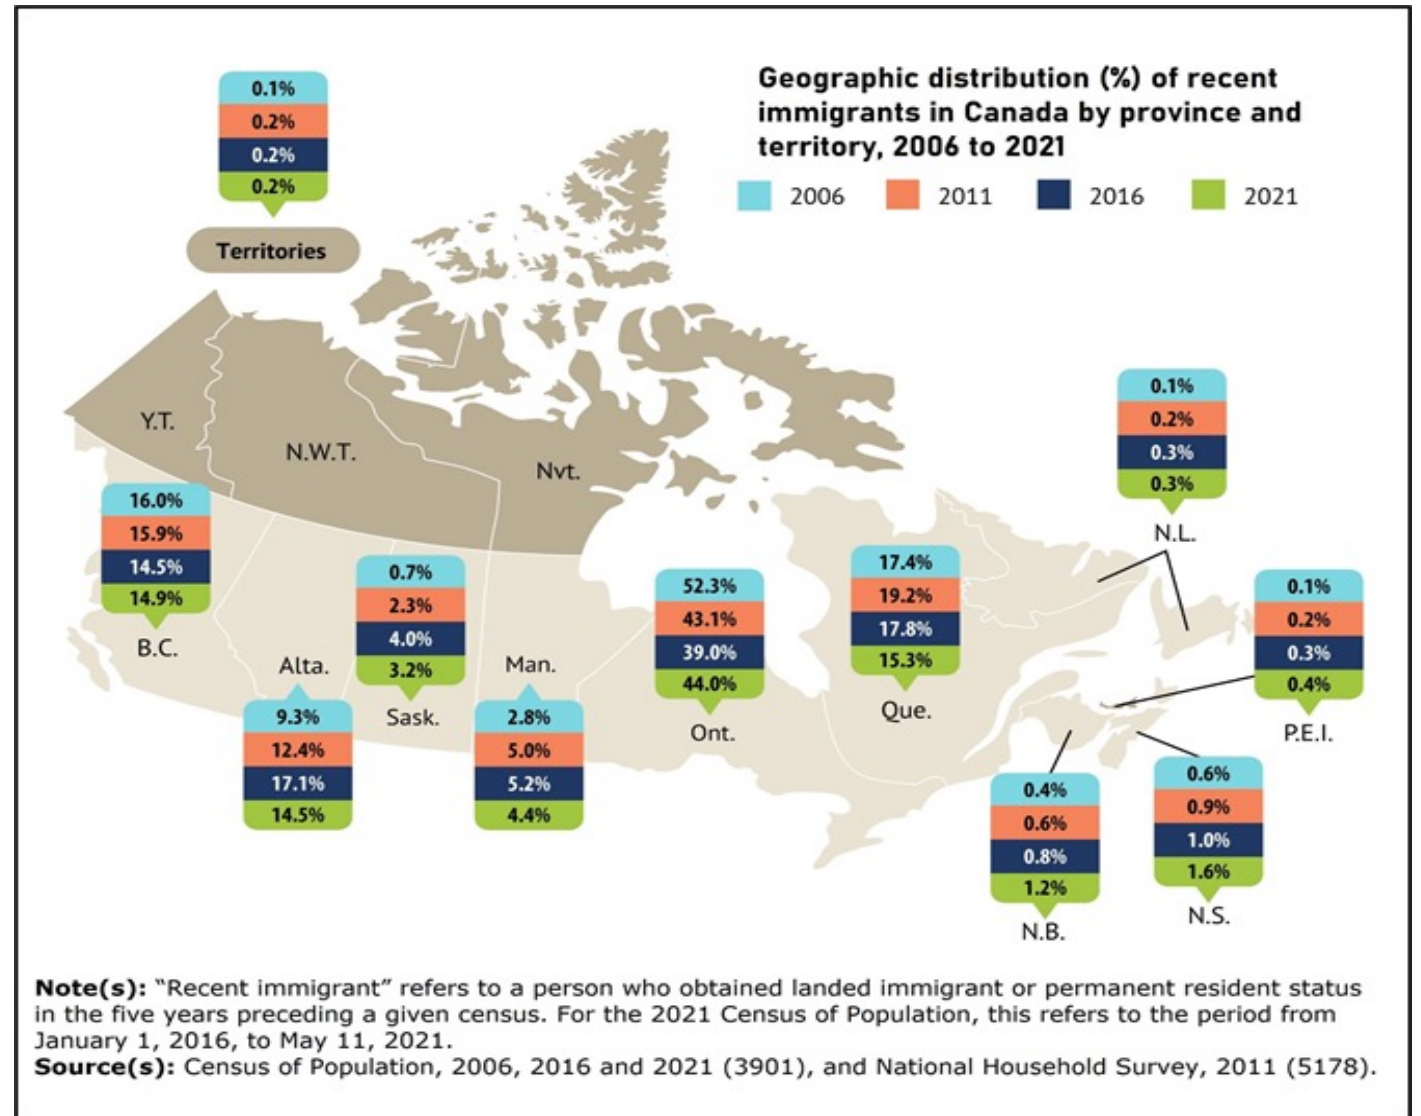 Geographic distribution (%) of recent
immigrants in Canada by province and
territory, 2006 to 2021
2006 2011 2016 2021
0.1%
0.2%
0.2%
0.2%
Territories
Y.T.
N.W.T.
Nvt.
16.0%
15.9%
14.5%
14.9%
B.C.
Alta.
9.3%
12.4%
17.1%
14.5%
0.7%
2.3%
4.0%
3.2%
Sask.
Man.
2.8%
5.0%
5.2%
4.4%
52.3%
43.1%
39.0%
44.0%
Ont.
17.4%
19.2%
17.8%
15.3%
Que.
0.1%
0.2%
0.3%
0.3%
N.L.
0.1%
0.2%
0.3%
0.4%
P.E.I.
0.4%
0.6%
0.8%
1.2%
N.B.
0.6%
0.9%
1.0%
1.6%
N.S.
Note(s): “Recent immigrant” refers to a person who obtained landed immigrant or permanent resident status
in the five years preceding a given census. For the 2021 Census of Population, this refers to the period from
January 1, 2016, to May 11, 2021.
Source(s): Census of Population, 2006, 2016 and 2021 (3901), and National Household Survey, 2011 (5178).